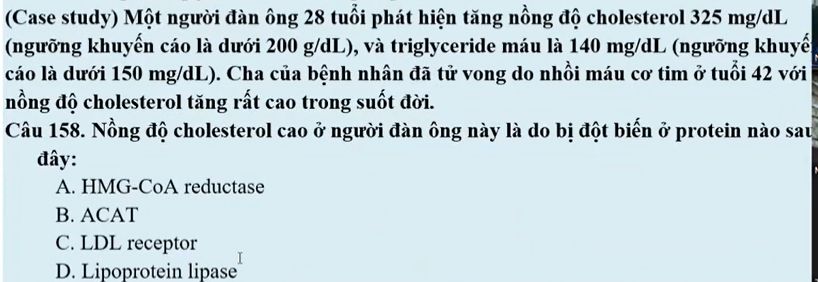 (Case study) Một người đàn ông 28 tuổi phát hiện tăng nồng độ cholesterol 325 mg/dL
(ngưỡng khuyến cáo là dưới 200 g/dL), và triglyceride máu là 140 mg/dL (ngưỡng khuyế
cáo là dưới 150 mg/dL). Cha của bệnh nhân đã tử vong do nhồi máu cơ tim ở tuổi 42 với
nồng độ cholesterol tăng rất cao trong suốt đời.
Câu 158. Nồng độ cholesterol cao ở người đàn ông này là do bị đột biến ở protein nào sau
đây:
A. HMG-CoA reductase
B. ACAT
C. LDL receptor
D. Lipoprotein lipase